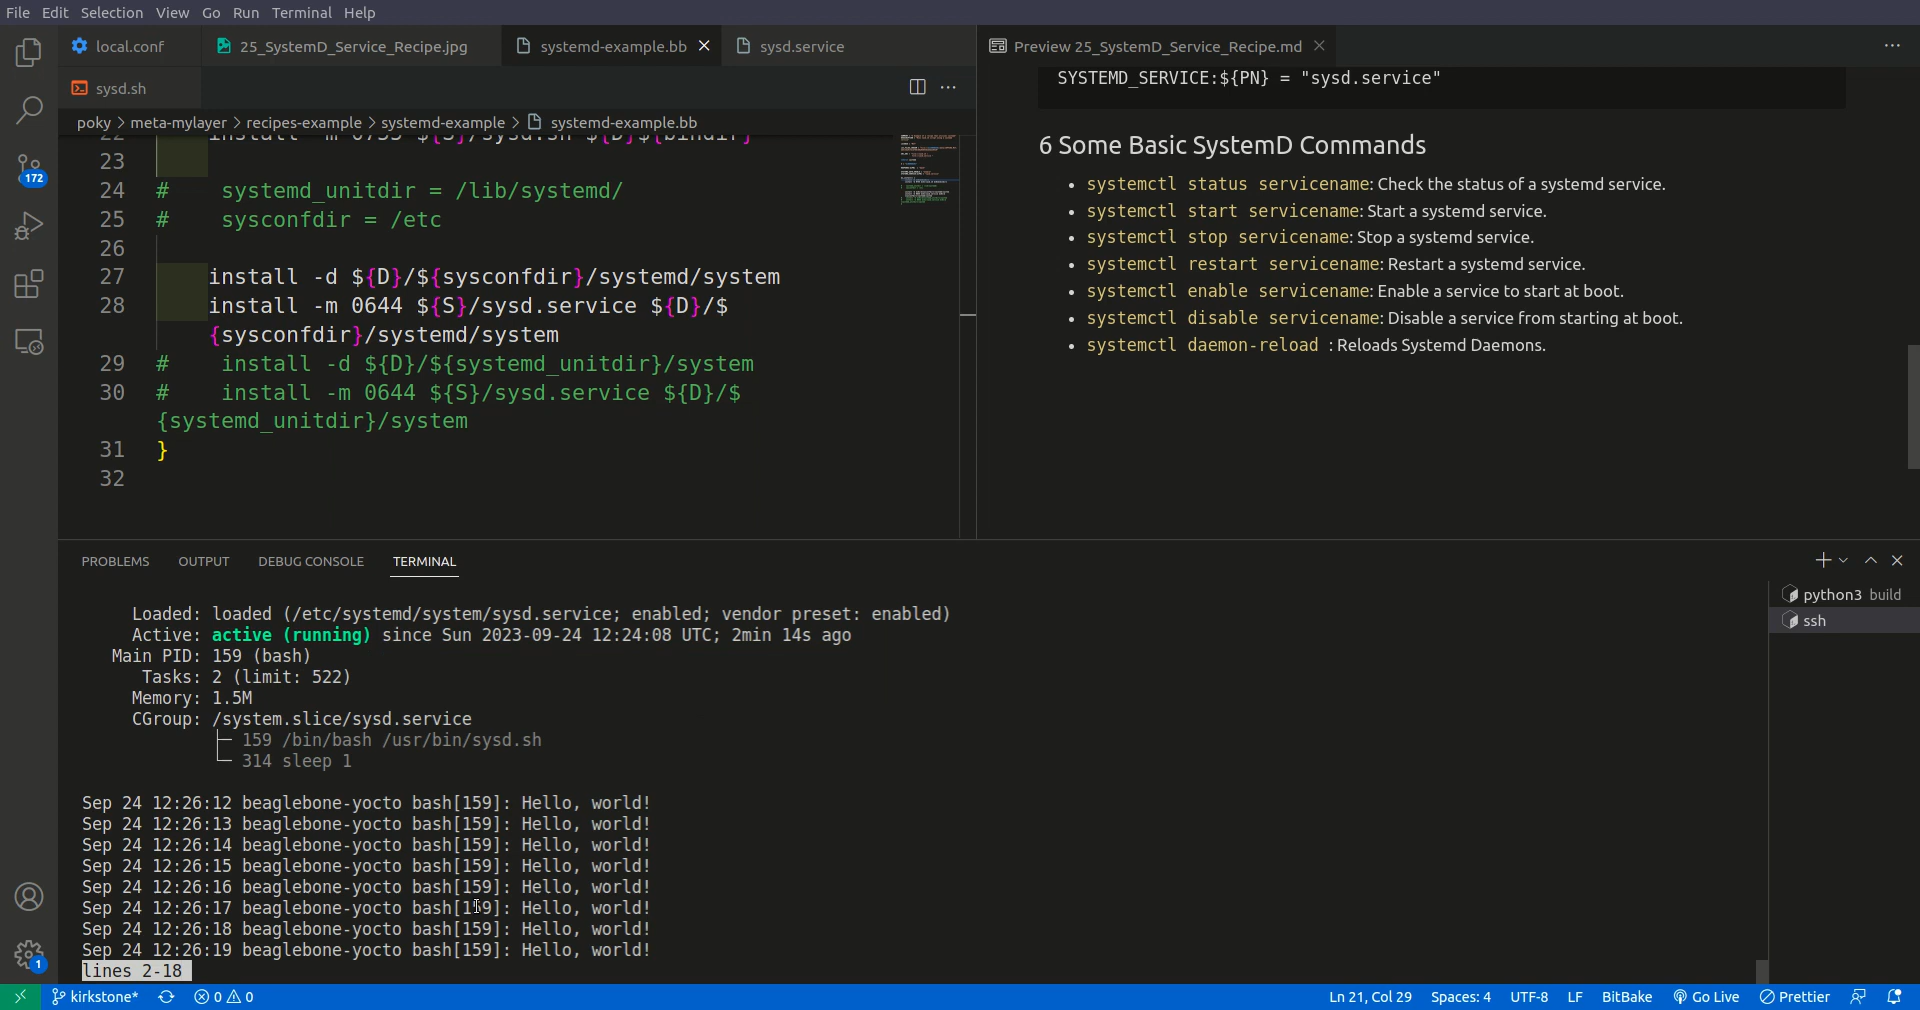 File Edit Selection View Go Run Terminal Help
local.conf 25_SystemD_Service_Recipe.jpg systemd-example.bb sysd.service
sysd.sh
poky > meta-mylayer > recipes-example > systemd-example > systemd-example.bb
22 install -m 0755 ${S}/sysd.sh ${D}${bindir}
23
24 # systemd_unitdir = /lib/systemd/
25 # sysconfdir = /etc
26
27 install -d ${D}/${sysconfdir}/systemd/system
28 install -m 0644 ${S}/sysd.service ${D}/$
{sysconfdir}/systemd/system
29 # install -d ${D}/${systemd_unitdir}/system
30 # install -m 0644 ${S}/sysd.service ${D}/$
{systemd_unitdir}/system
31 }
32
Preview 25_SystemD_Service_Recipe.md
SYSTEMD_SERVICE:${PN} = "sysd.service"
6 Some Basic SystemD Commands
• systemctl status servicename: Check the status of a systemd service.
• systemctl start servicename: Start a systemd service.
• systemctl stop servicename: Stop a systemd service.
• systemctl restart servicename: Restart a systemd service.
• systemctl enable servicename: Enable a service to start at boot.
• systemctl disable servicename: Disable a service from starting at boot.
• systemctl daemon-reload : Reloads Systemd Daemons.
172
1
PROBLEMS OUTPUT DEBUG CONSOLE TERMINAL
Loaded: loaded (/etc/systemd/system/sysd.service; enabled; vendor preset: enabled)
Active: active (running) since Sun 2023-09-24 12:24:08 UTC; 2min 14s ago
Main PID: 159 (bash)
Tasks: 2 (limit: 522)
Memory: 1.5M
CGroup: /system.slice/sysd.service
├─ 159 /bin/bash /usr/bin/sysd.sh
└─ 314 sleep 1
Sep 24 12:26:12 beaglebone-yocto bash[159]: Hello, world!
Sep 24 12:26:13 beaglebone-yocto bash[159]: Hello, world!
Sep 24 12:26:14 beaglebone-yocto bash[159]: Hello, world!
Sep 24 12:26:15 beaglebone-yocto bash[159]: Hello, world!
Sep 24 12:26:16 beaglebone-yocto bash[159]: Hello, world!
Sep 24 12:26:17 beaglebone-yocto bash[159]: Hello, world!
Sep 24 12:26:18 beaglebone-yocto bash[159]: Hello, world!
Sep 24 12:26:19 beaglebone-yocto bash[159]: Hello, world!
lines 2-18
python3 build
ssh
kirkstone* 0 0 Ln 21, Col 29 Spaces: 4 UTF-8 LF BitBake Go Live Prettier